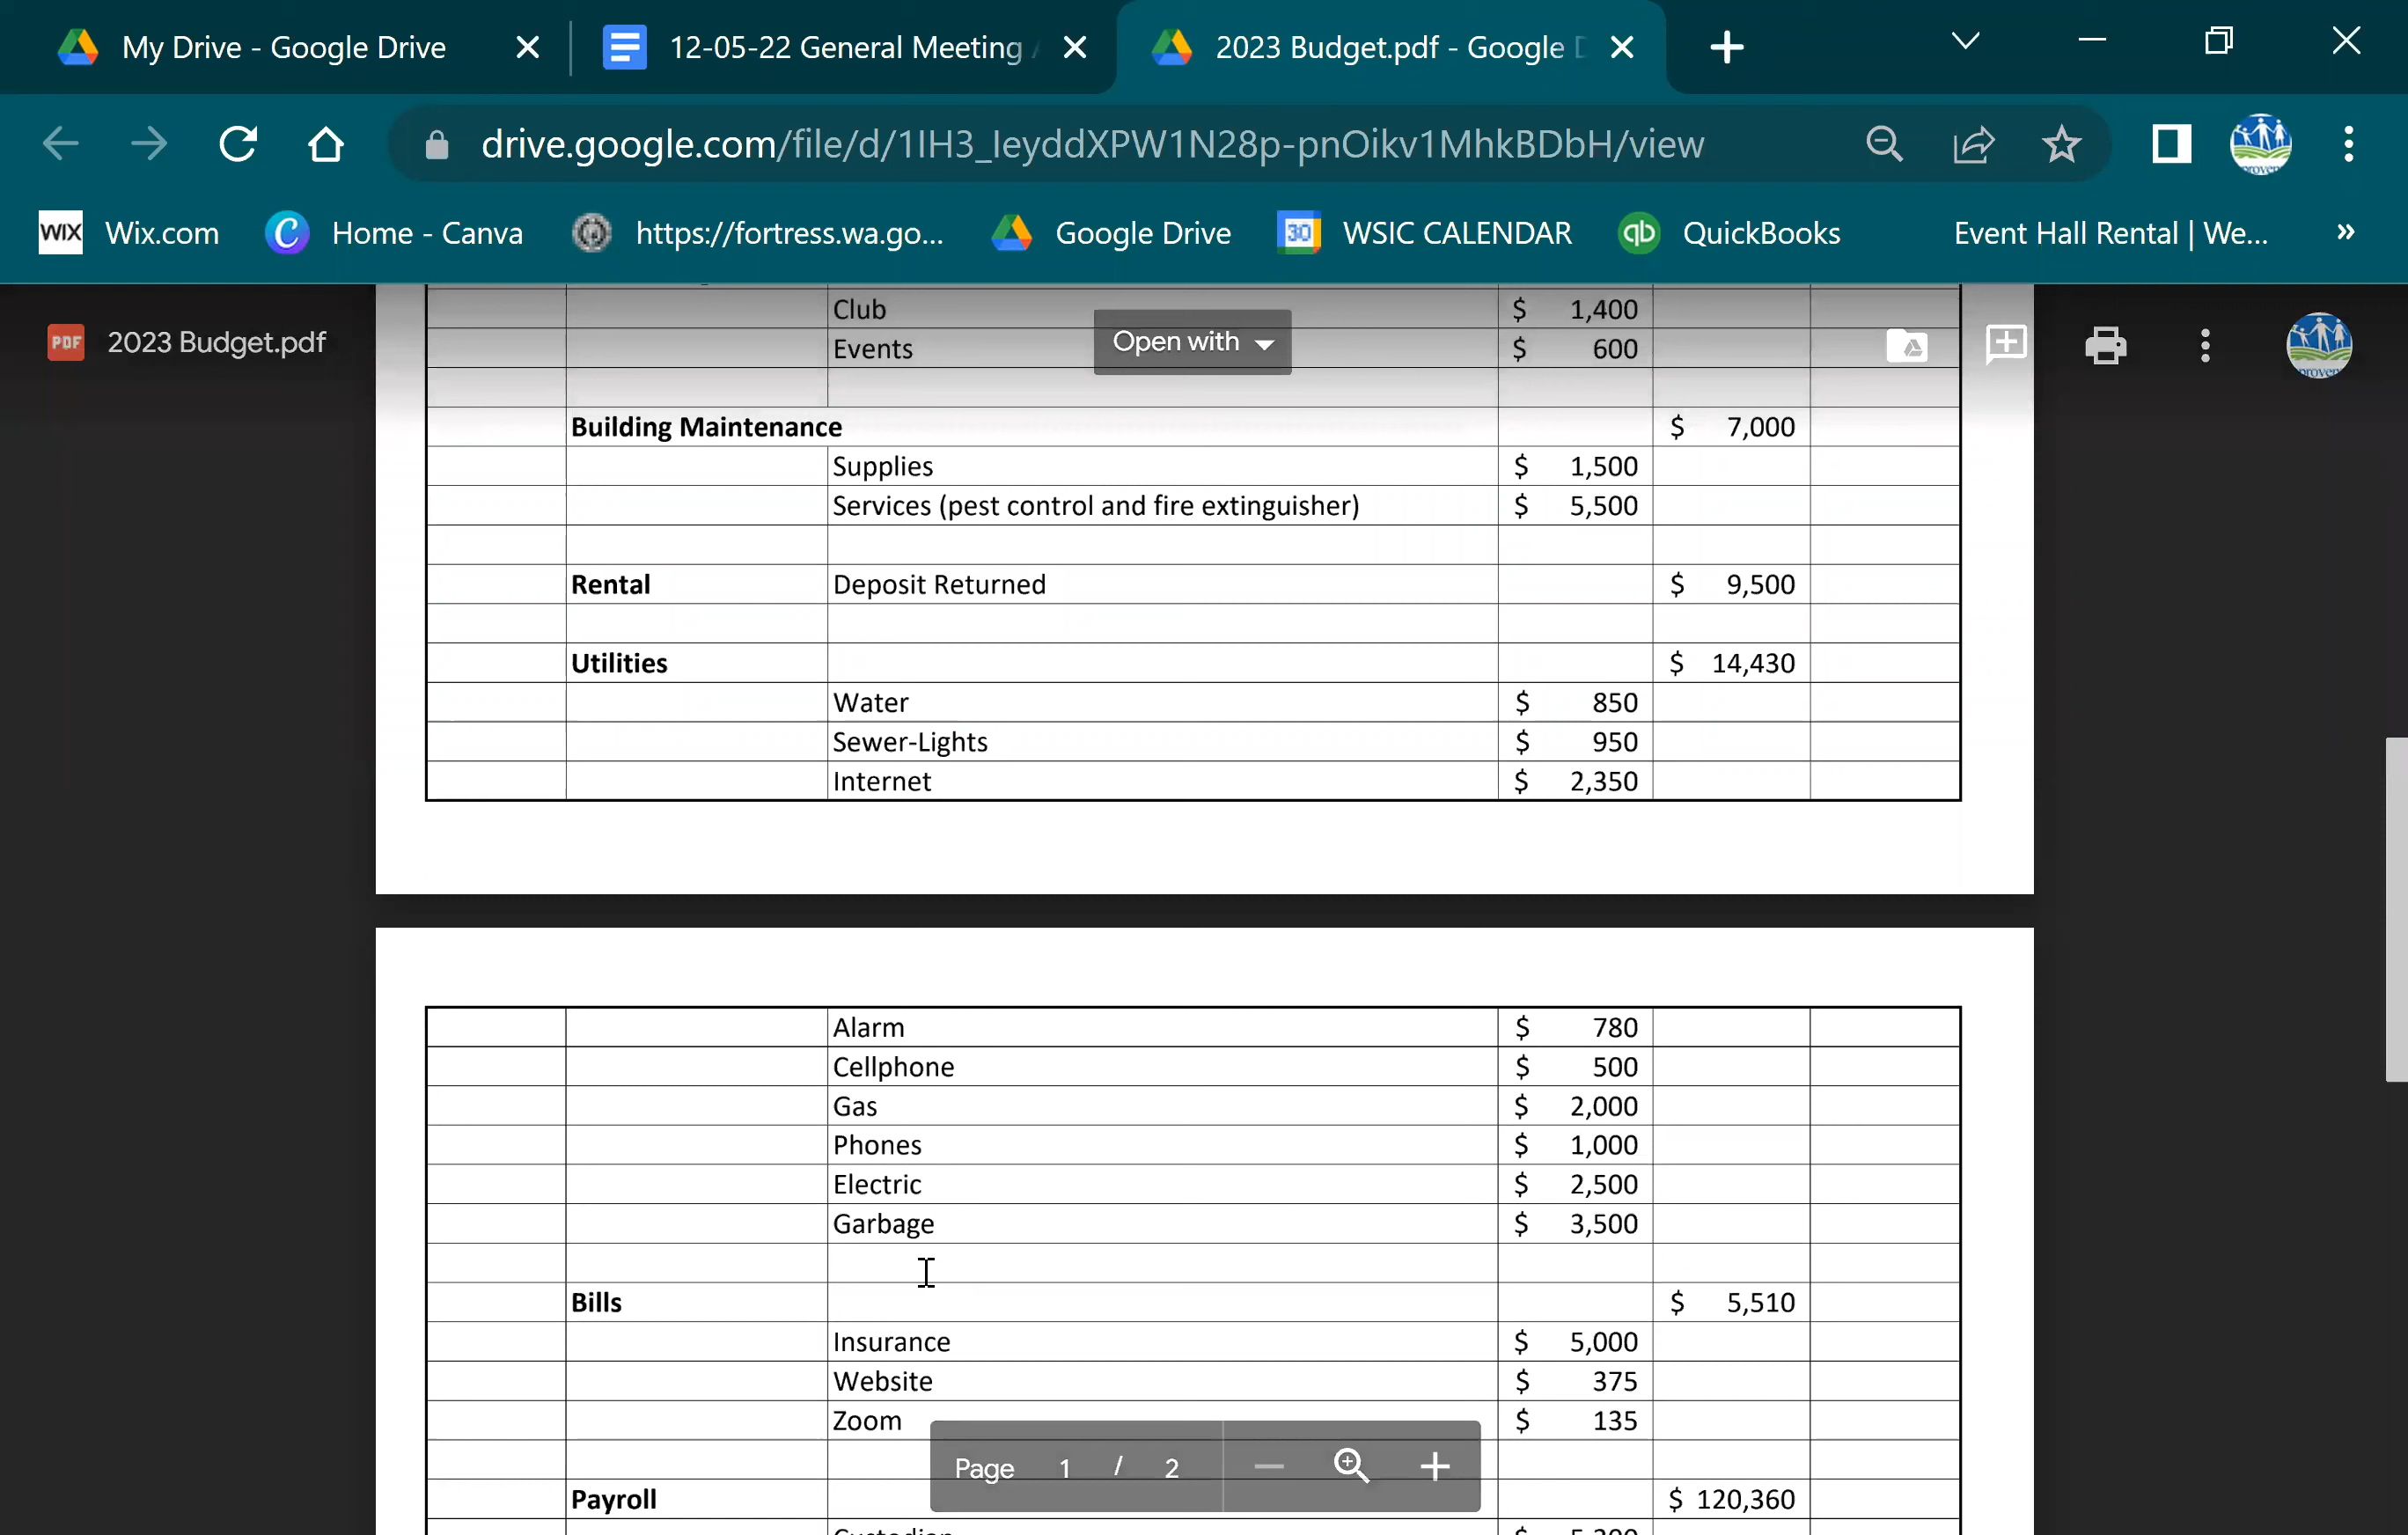 My Drive - Google Drive
12-05-22 General Meeting
2023 Budget.pdf - Google
drive.google.com/file/d/1IH3_IeyddXPW1N28p-pnOikv1MhkBDbH/view
WIX Wix.com Home - Canva https://fortress.wa.go... Google Drive 30 WSIC CALENDAR qb QuickBooks Event Hall Rental | We... »
PDF 2023 Budget.pdf
Open with
Club $ 1,400
Events $ 600
Building Maintenance $ 7,000
Supplies $ 1,500
Services (pest control and fire extinguisher) $ 5,500
Rental Deposit Returned $ 9,500
Utilities $ 14,430
Water $ 850
Sewer-Lights $ 950
Internet $ 2,350
Alarm $ 780
Cellphone $ 500
Gas $ 2,000
Phones $ 1,000
Electric $ 2,500
Garbage $ 3,500
Bills $ 5,510
Insurance $ 5,000
Website $ 375
Zoom $ 135
Page 1 / 2
Payroll $ 120,360